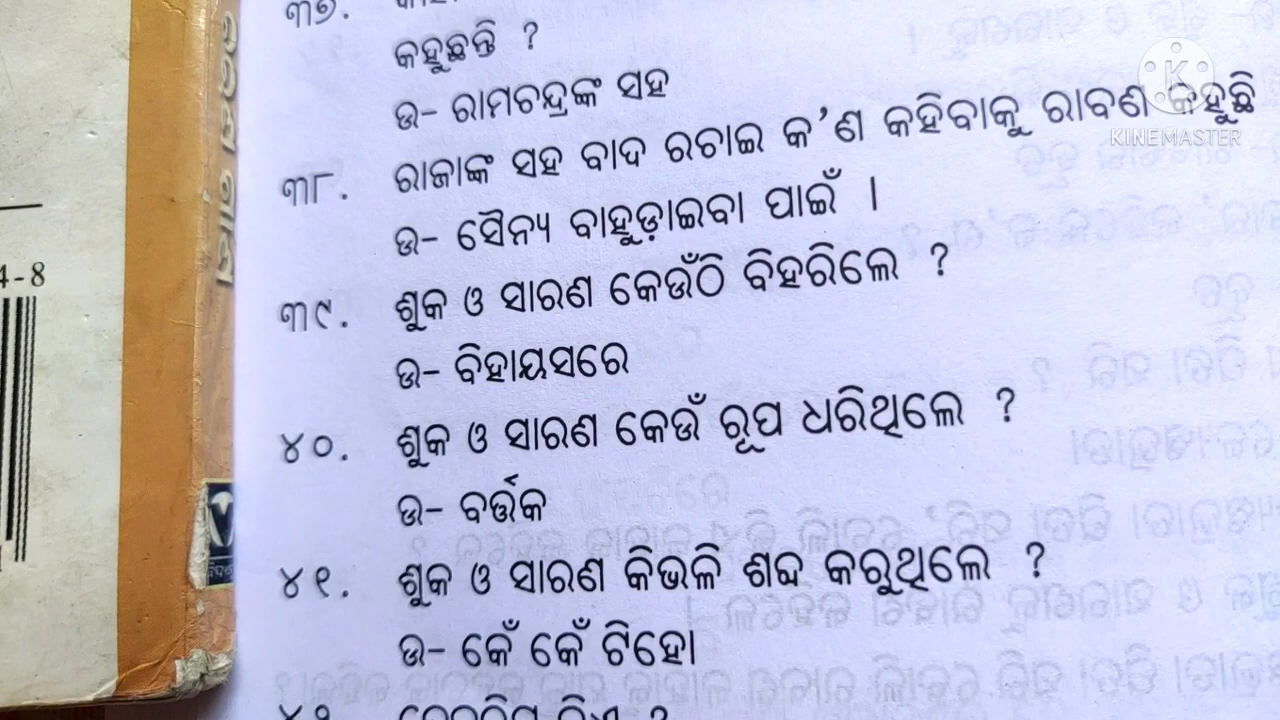 ୩୭.
କହୁଛନ୍ତି ?
ଉ- ରାମଚନ୍ଦ୍ରଙ୍କ ସହ
୩୮. ରାଜାଙ୍କ ସହ ବାଦ ରଚାଇ କ'ଣ କହିବାକୁ ରାବଣ କହୁଛି
ଉ- ସୈନ୍ୟ ବାହୁଡ଼ାଇବା ପାଇଁ ।
୩୯. ଶୁକ ଓ ସାରଣ କେଉଁଠି ବିହରିଲେ ?
ଉ- ବିହାୟସରେ
୪୦. ଶୁକ ଓ ସାରଣ କେଉଁ ରୂପ ଧରିଥିଲେ ?
ଉ- ବର୍ତ୍ତକ
୪୧. ଶୁକ ଓ ସାରଣ କିଭଳି ଶବ୍ଦ କରୁଥିଲେ ?
ଉ- କେଁ କେଁ ଟିହୋ
4-8
K
KINEMASTER